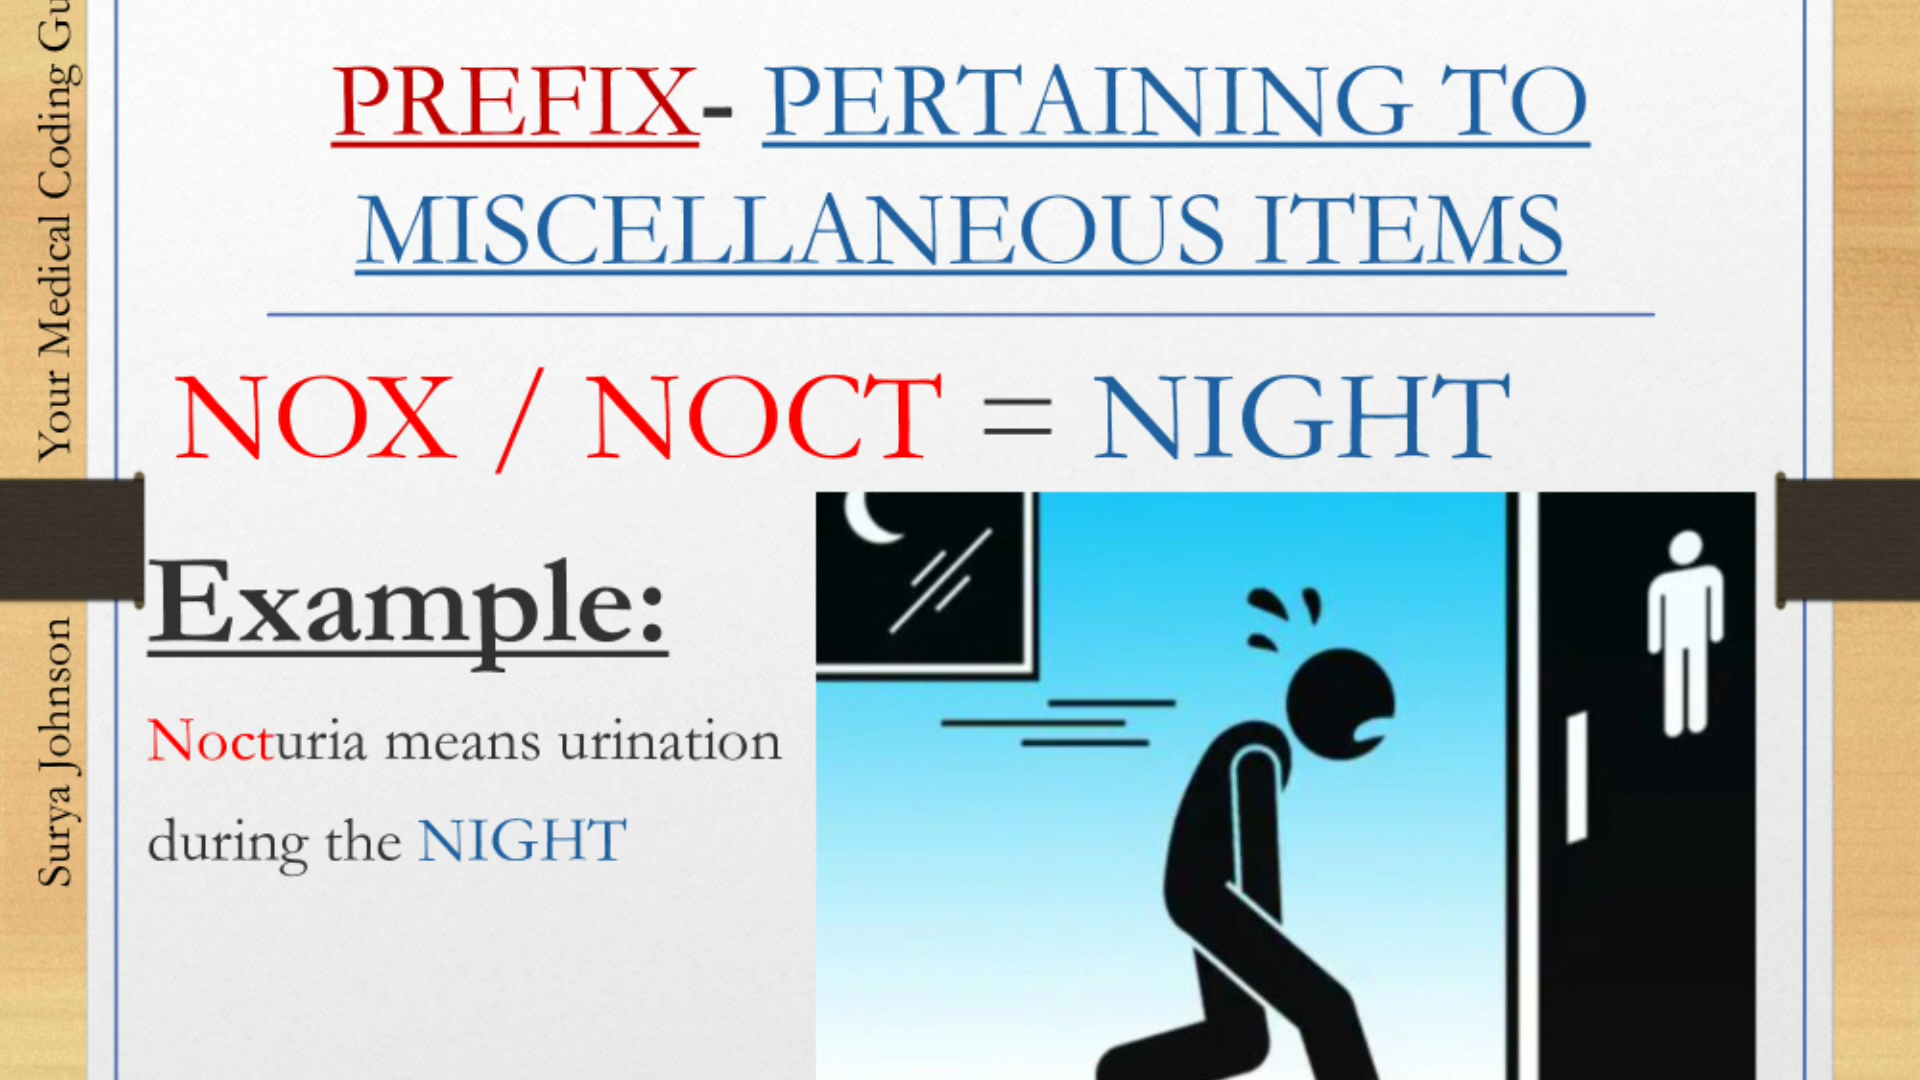 PREFIX- PERTAINING TO
MISCELLANEOUS ITEMS
NOX / NOCT = NIGHT
Example:
Nocturia means urination
during the NIGHT
Surya Johnson
Your Medical Coding